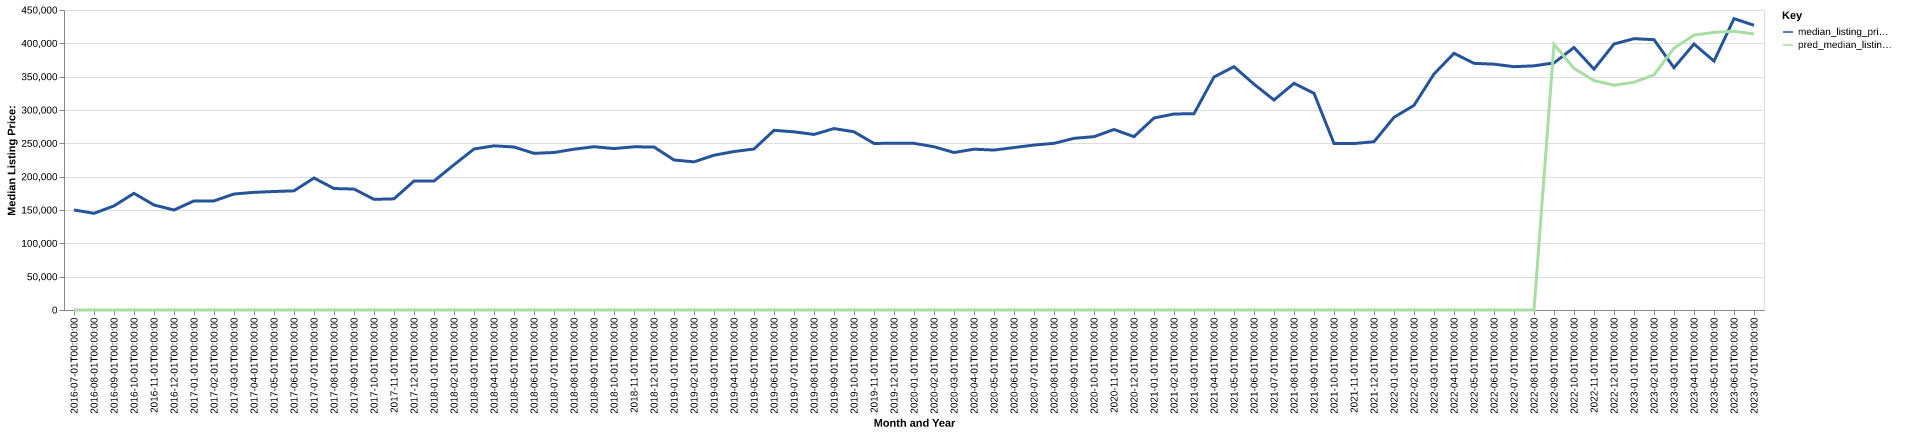 450,000
400,000
350,000
300,000
250,000
200,000
150,000
100,000
50,000
0
Median Listing Price:
2016-07-01T00:00:00
2016-08-01T00:00:00
2016-09-01T00:00:00
2016-10-01T00:00:00
2016-11-01T00:00:00
2016-12-01T00:00:00
2017-01-01T00:00:00
2017-02-01T00:00:00
2017-03-01T00:00:00
2017-04-01T00:00:00
2017-05-01T00:00:00
2017-06-01T00:00:00
2017-07-01T00:00:00
2017-08-01T00:00:00
2017-09-01T00:00:00
2017-10-01T00:00:00
2017-11-01T00:00:00
2017-12-01T00:00:00
2018-01-01T00:00:00
2018-02-01T00:00:00
2018-03-01T00:00:00
2018-04-01T00:00:00
2018-05-01T00:00:00
2018-06-01T00:00:00
2018-07-01T00:00:00
2018-08-01T00:00:00
2018-09-01T00:00:00
2018-10-01T00:00:00
2018-11-01T00:00:00
2018-12-01T00:00:00
2019-01-01T00:00:00
2019-02-01T00:00:00
2019-03-01T00:00:00
2019-04-01T00:00:00
2019-05-01T00:00:00
2019-06-01T00:00:00
2019-07-01T00:00:00
2019-08-01T00:00:00
2019-09-01T00:00:00
2019-10-01T00:00:00
2019-11-01T00:00:00
2019-12-01T00:00:00
2020-01-01T00:00:00
2020-02-01T00:00:00
2020-03-01T00:00:00
2020-04-01T00:00:00
2020-05-01T00:00:00
2020-06-01T00:00:00
2020-07-01T00:00:00
2020-08-01T00:00:00
2020-09-01T00:00:00
2020-10-01T00:00:00
2020-11-01T00:00:00
2020-12-01T00:00:00
2021-01-01T00:00:00
2021-02-01T00:00:00
2021-03-01T00:00:00
2021-04-01T00:00:00
2021-05-01T00:00:00
2021-06-01T00:00:00
2021-07-01T00:00:00
2021-08-01T00:00:00
2021-09-01T00:00:00
2021-10-01T00:00:00
2021-11-01T00:00:00
2021-12-01T00:00:00
2022-01-01T00:00:00
2022-02-01T00:00:00
2022-03-01T00:00:00
2022-04-01T00:00:00
2022-05-01T00:00:00
2022-06-01T00:00:00
2022-07-01T00:00:00
2022-08-01T00:00:00
2022-09-01T00:00:00
2022-10-01T00:00:00
2022-11-01T00:00:00
2022-12-01T00:00:00
2023-01-01T00:00:00
2023-02-01T00:00:00
2023-03-01T00:00:00
2023-04-01T00:00:00
2023-05-01T00:00:00
2023-06-01T00:00:00
2023-07-01T00:00:00
Month and Year
Key
median_listing_pri…
pred_median_listin…